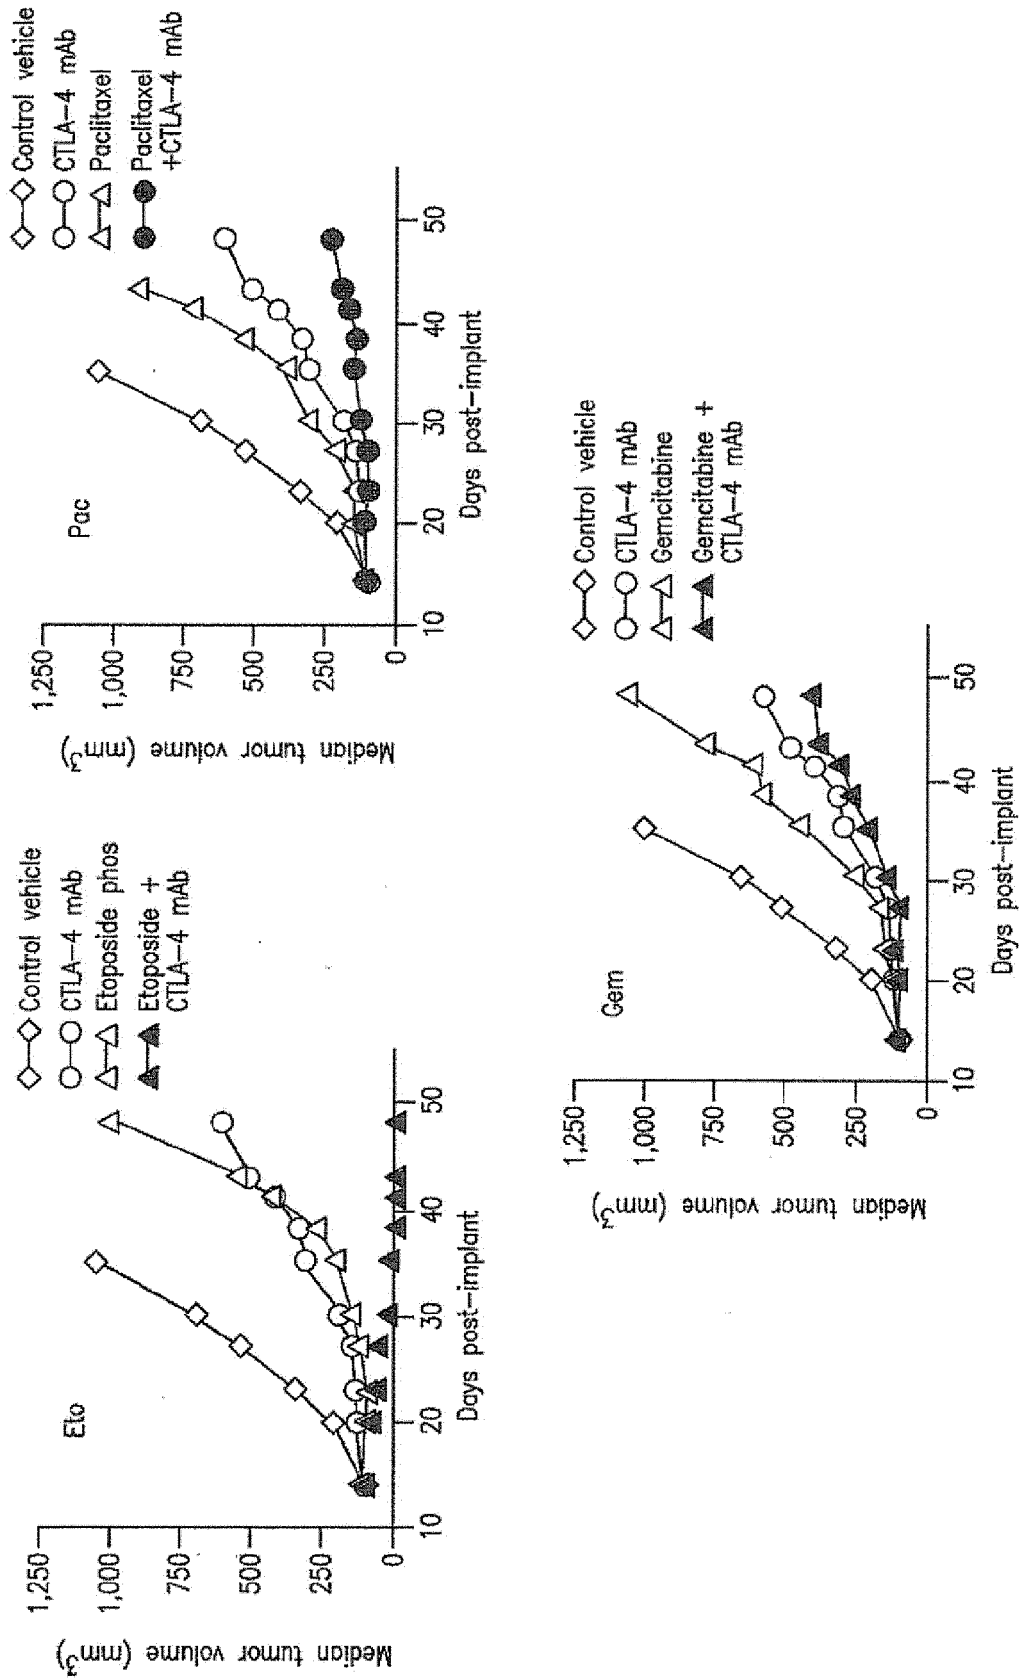 Eto
Control vehicle
CTLA-4 mAb
Etoposide phos
Etoposide +
CTLA-4 mAb
Median tumor volume (mm3)
1,250
1,000
750
500
250
0
10
20
30
40
50
Days post-implant
Pac
Control vehicle
CTLA-4 mAb
Paclitaxel
Paclitaxel
+CTLA-4 mAb
Median tumor volume (mm3)
1,250
1,000
750
500
250
0
10
20
30
40
50
Days post-implant
Gem
Control vehicle
CTLA-4 mAb
Gemcitabine
Gemcitabine +
CTLA-4 mAb
Median tumor volume (mm3)
1,250
1,000
750
500
250
0
10
20
30
40
50
Days post-implant